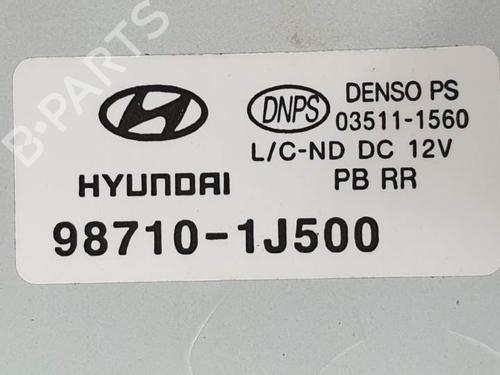 B-PARTS
HYUNDAI
DNPS
DENSO PS
03511-1560
L/C-ND DC 12V
PB RR
98710-1J500